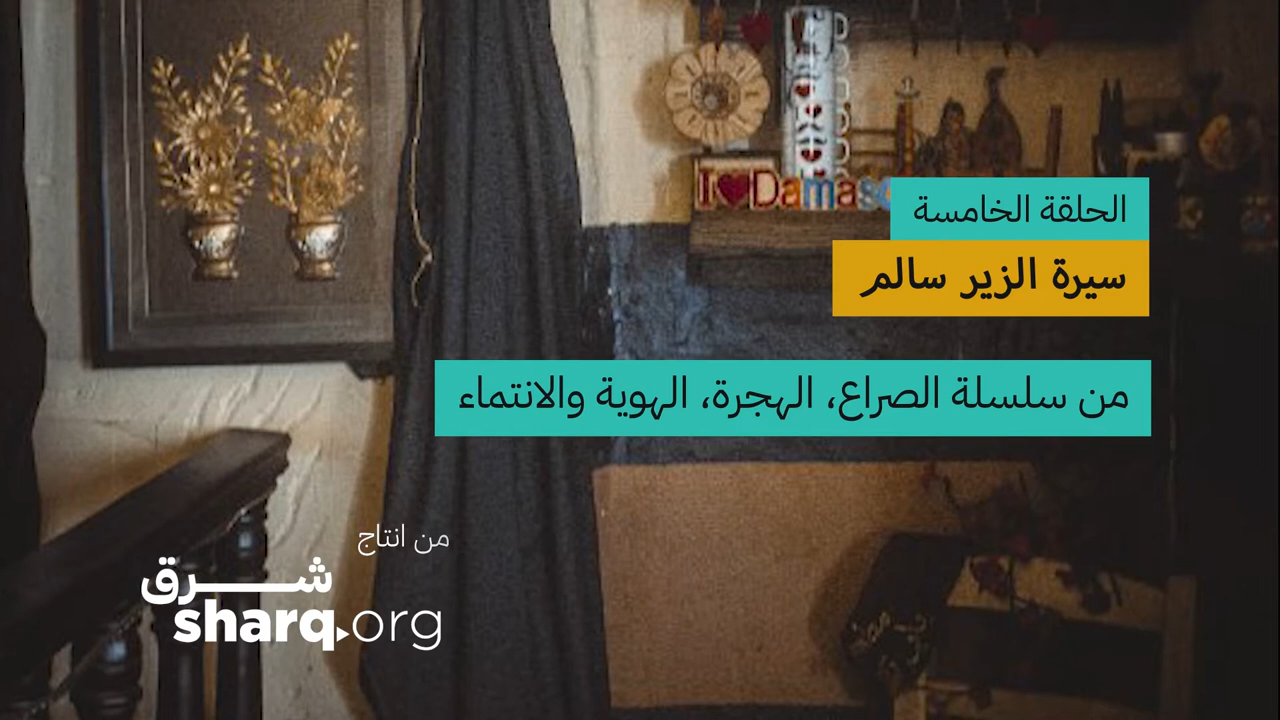 I ❤ Damasc
الحلقة الخامسة
سيرة الزير سالم
من سلسلة الصراع، الهجرة، الهوية والانتماء
من انتاج
شرق
sharq.org